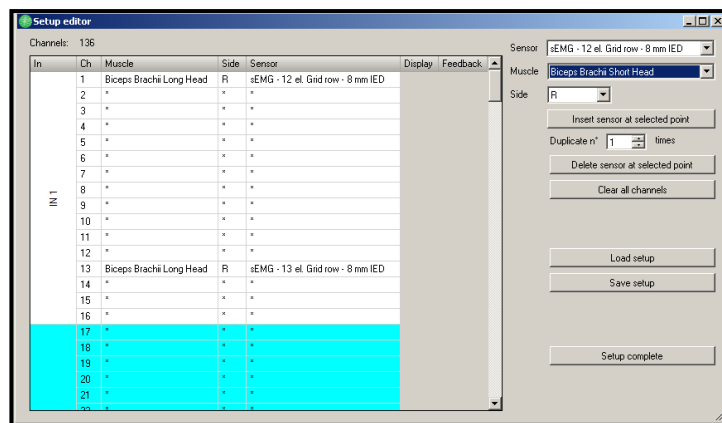 Setup editor
Channels: 136
In Ch Muscle Side Sensor Display Feedback
1 Biceps Brachii Long Head R sEMG - 12 el. Grid row - 8 mm IED
2 " " "
3 " " "
4 " " "
5 " " "
6 " " "
7 " " "
8 " " "
9 " " "
10 " " "
11 " " "
12 " " "
13 Biceps Brachii Long Head R sEMG - 13 el. Grid row - 8 mm IED
14 " " "
15 " " "
16 " " "
IN 1
17 " " "
18 " " "
19 " " "
20 " " "
21 " " "
22 " " "
Sensor sEMG - 12 el. Grid row - 8 mm IED
Muscle Biceps Brachii Short Head
Side R
Insert sensor at selected point
Duplicate n° 1 times
Delete sensor at selected point
Clear all channels
Load setup
Save setup
Setup complete